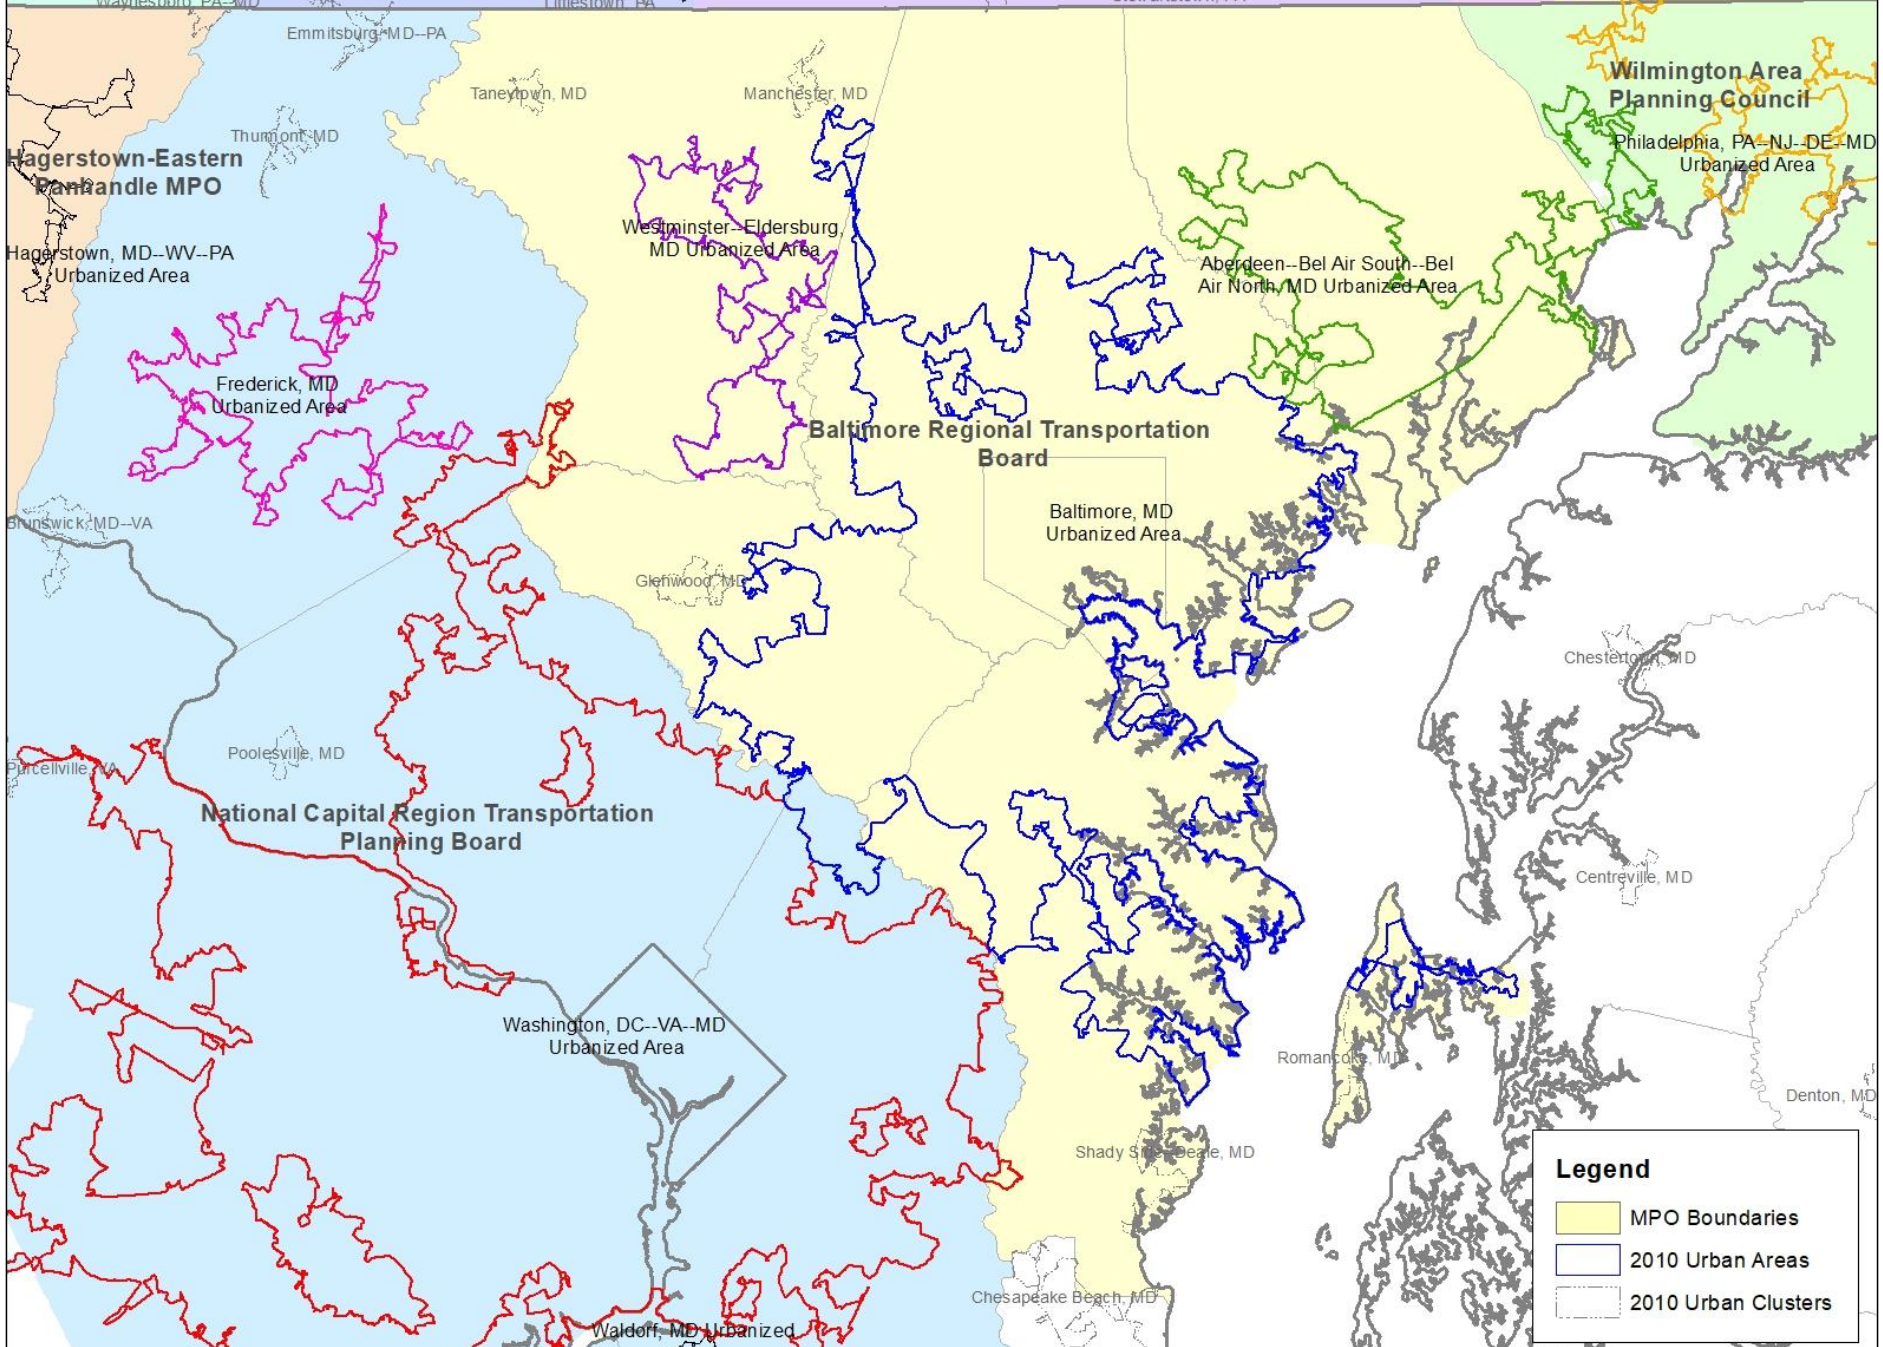 Waynesboro, PA--MD
Littlestown, PA
Emmitsburg, MD--PA
Taneytown, MD
Manchester, MD
Wilmington Area
Planning Council
Thurmont, MD
Philadelphia, PA--NJ--DE--MD
Urbanized Area
Hagerstown-Eastern
Panhandle MPO
Westminster--Eldersburg,
MD Urbanized Area
Hagerstown, MD--WV--PA
Urbanized Area
Aberdeen--Bel Air South--Bel
Air North, MD Urbanized Area
Frederick, MD
Urbanized Area
Baltimore Regional Transportation
Board
Brunswick, MD--VA
Baltimore, MD
Urbanized Area
Glenwood, MD
Chestertown, MD
Poolesville, MD
Purcellville, VA
National Capital Region Transportation
Planning Board
Centreville, MD
Washington, DC--VA--MD
Urbanized Area
Romancoke, MD
Denton, MD
Shady Side--Deale, MD
Chesapeake Beach, MD
Waldorf, MD Urbanized
Legend
MPO Boundaries
2010 Urban Areas
2010 Urban Clusters